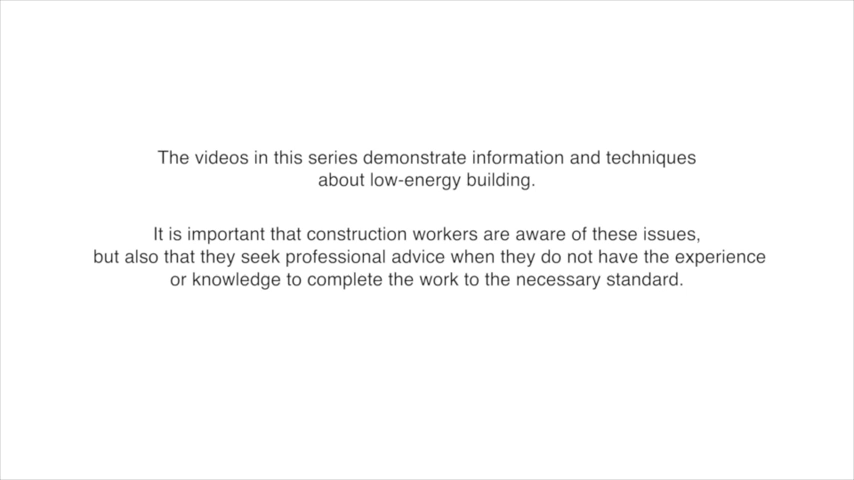 The videos in this series demonstrate information and techniques
about low-energy building.
It is important that construction workers are aware of these issues,
but also that they seek professional advice when they do not have the experience
or knowledge to complete the work to the necessary standard.